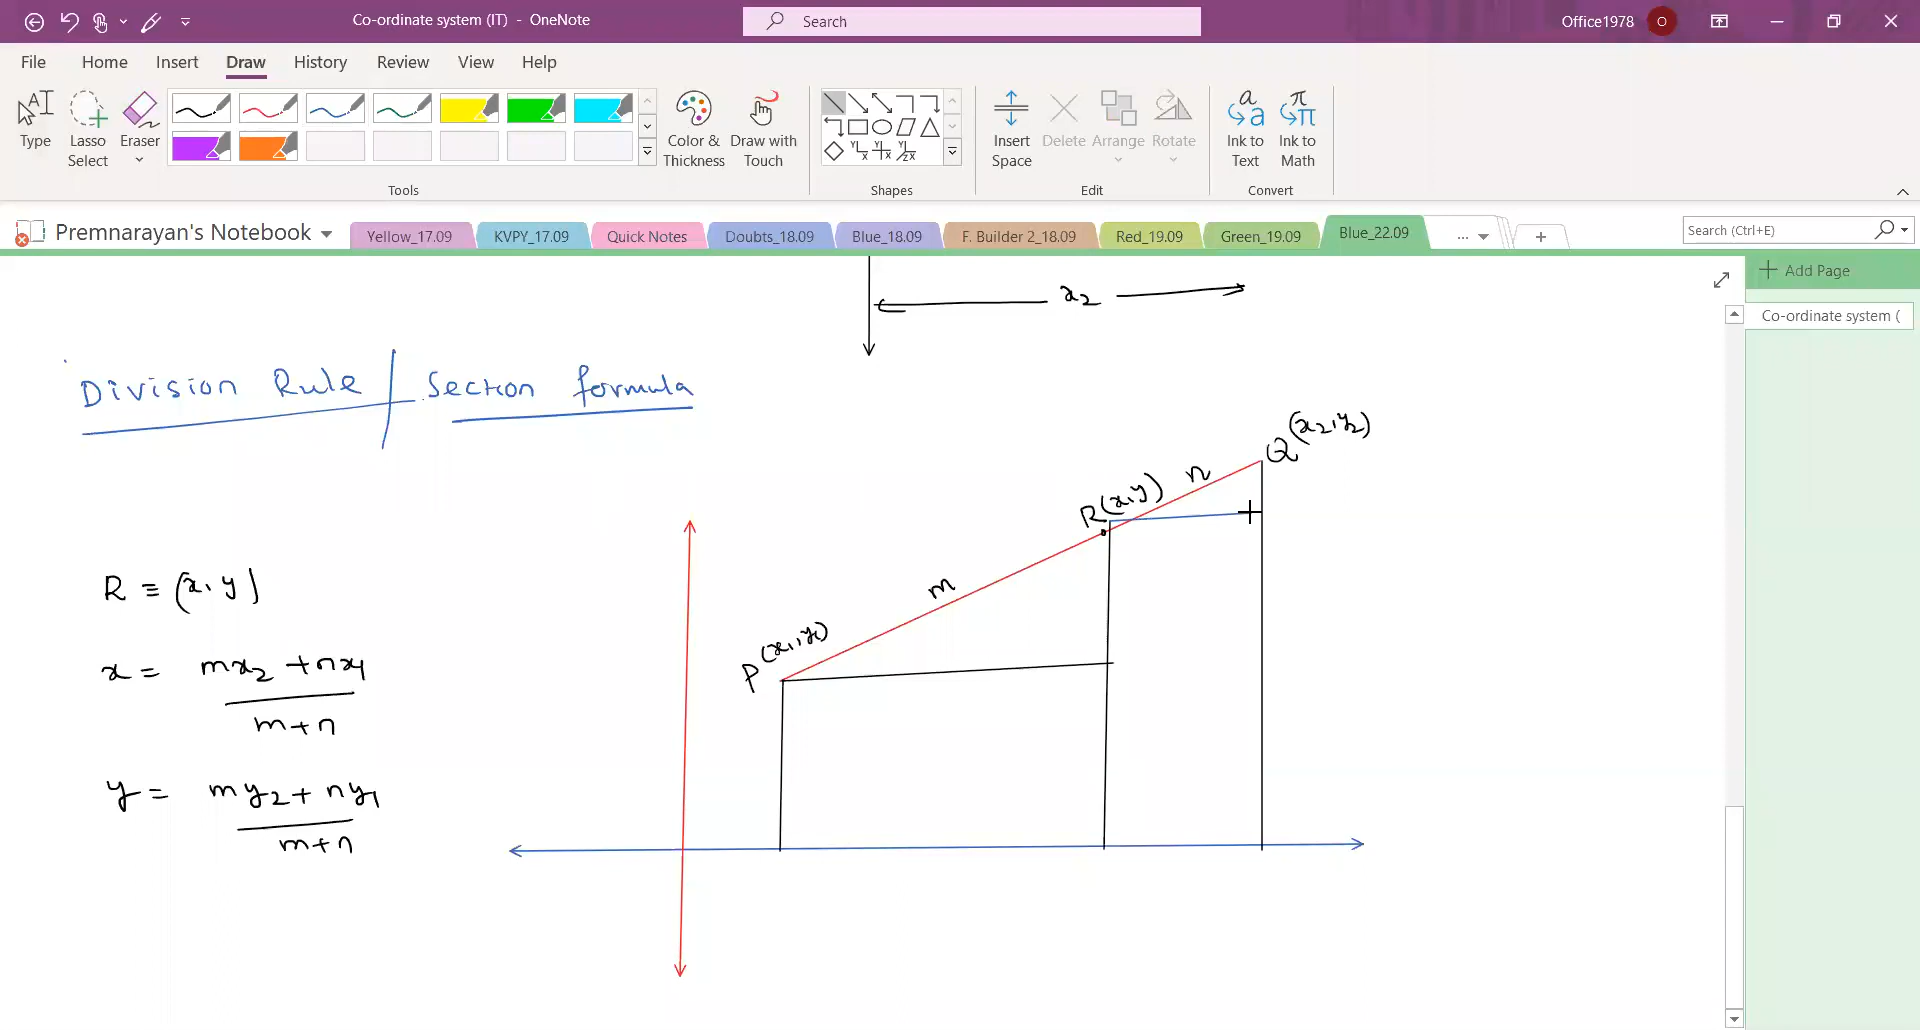 Co-ordinate system (IT) - OneNote
Search
Office1978
O
File Home Insert Draw History Review View Help
Type
Lasso Select
Eraser
Color & Thickness
Draw with Touch
Insert Space
Delete
Arrange
Rotate
Ink to Text
Ink to Math
Tools
Shapes
Edit
Convert
Premnarayan's Notebook
Yellow_17.09
KVPY_17.09
Quick Notes
Doubts_18.09
Blue_18.09
F. Builder 2_18.09
Red_19.09
Green_19.09
Blue_22.09
...
Search (Ctrl+E)
Add Page
Co-ordinate system (
x2
Division Rule / Section formula
Q(x2,y2)
n
R(x,y)
m
P(x1,y1)
R ≡ (x,y)
x = mx2 + nx1
m+n
y = my2 + ny1
m+n